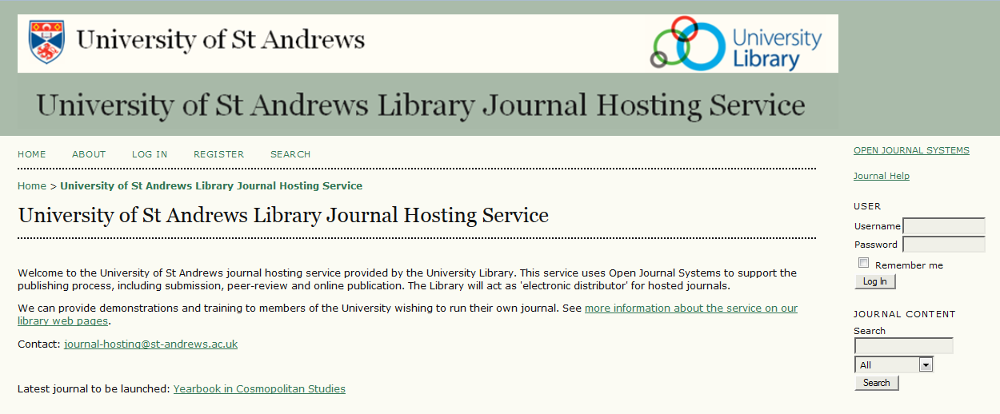 University of St Andrews
University
Library
University of St Andrews Library Journal Hosting Service
HOME ABOUT LOG IN REGISTER SEARCH
Home > University of St Andrews Library Journal Hosting Service
University of St Andrews Library Journal Hosting Service
Welcome to the University of St Andrews journal hosting service provided by the University Library. This service uses Open Journal Systems to support the
publishing process, including submission, peer-review and online publication. The Library will act as 'electronic distributor' for hosted journals.
We can provide demonstrations and training to members of the University wishing to run their own journal. See more information about the service on our
library web pages.
Contact: journal-hosting@st-andrews.ac.uk
Latest journal to be launched: Yearbook in Cosmopolitan Studies
OPEN JOURNAL SYSTEMS
Journal Help
USER
Username
Password
Remember me
Log In
JOURNAL CONTENT
Search
All
Search